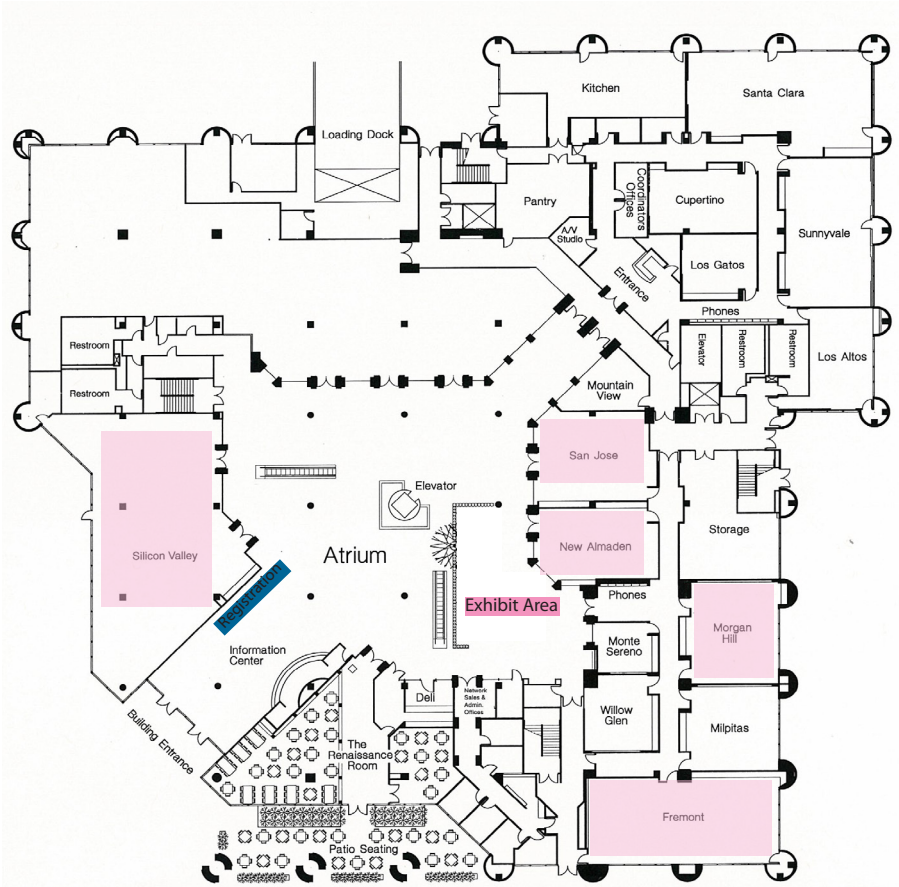 Kitchen
Santa Clara
Loading Dock
Pantry
Coordinators
Offices
Cupertino
A/V
Studio
Sunnyvale
Los Gatos
Entrance
Phones
Restroom
Elevator
Restroom
Restroom
Los Altos
Restroom
Mountain
View
San Jose
Elevator
Storage
Silicon Valley
Atrium
New Almaden
Registration
Exhibit Area
Phones
Morgan
Hill
Information
Center
Monte
Sereno
Deli
Network
Sales &
Admin.
Offices
Willow
Glen
Milpitas
Building Entrance
The
Renaissance
Room
Fremont
Patio Seating